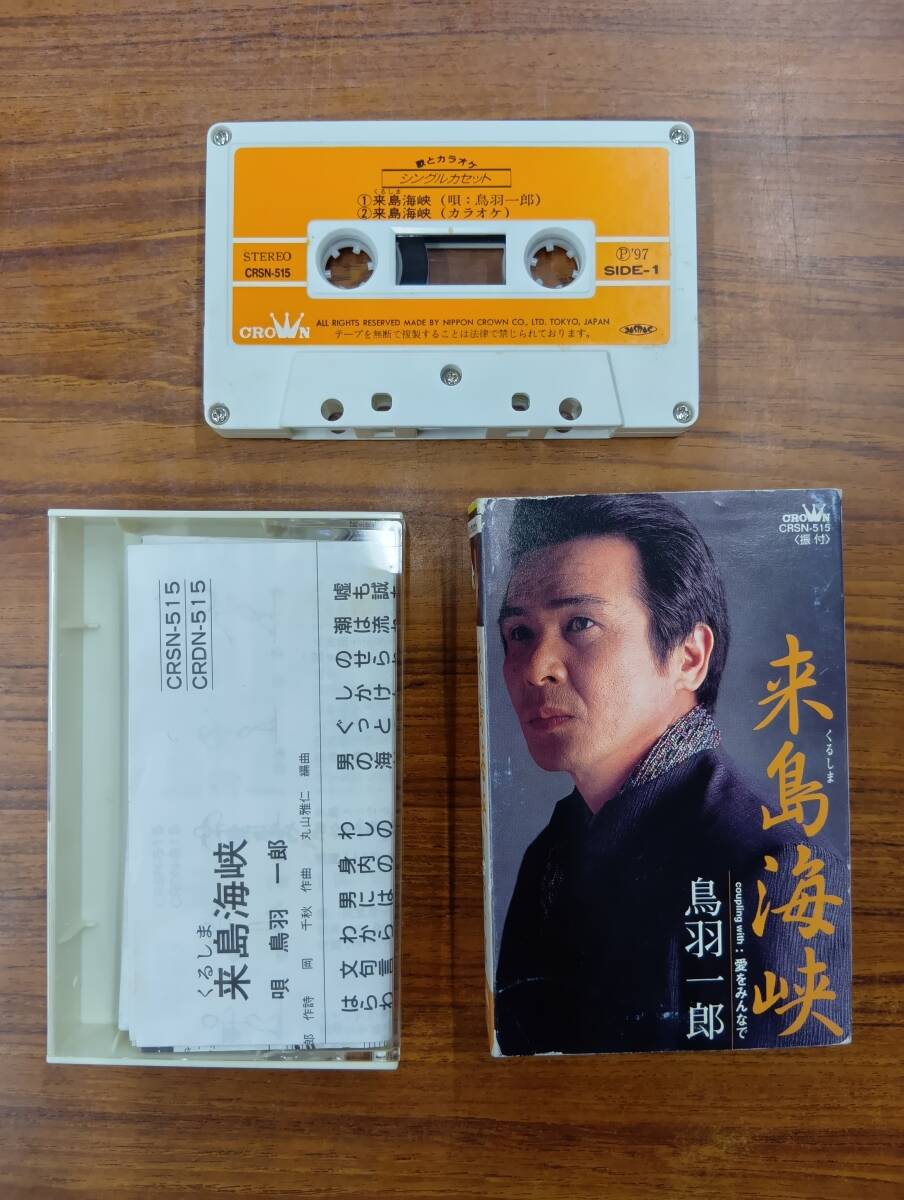 歌とカラオケ
シングルカセット
くるしま
①来島海峡(唄:鳥羽一郎)
②来島海峡(カラオケ)
STEREO
CRSN-515
Ⓟ'97
SIDE-1
CROWN
ALL RIGHTS RESERVED MADE BY NIPPON CROWN CO., LTD. TOKYO, JAPAN
テープを無断で複製することは法律で禁じられております。
CRSN-515
CRDN-515
くるしま
来島海峡
唄 鳥羽 一郎
郎 作詩 岡 千秋 作曲 丸山雅仁 編曲
嘘も誠
潮は流
のせら
しかけ
ぐっと
男の海
わしの
身内の
男には
わから
文句言
はらわ
CROWN
CRSN-515
〈振付〉
来島海峡
くるしま
coupling with : 愛をみんなで
鳥羽一郎